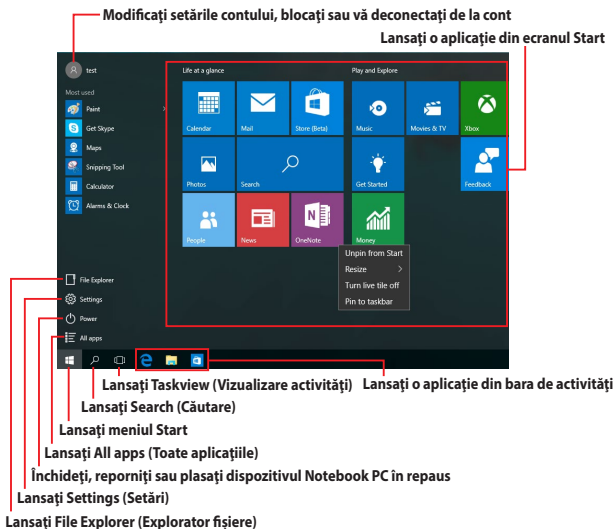 Modificați setările contului, blocați sau vă deconectați de la cont
Lansați o aplicație din ecranul Start
test
Most used
Paint
Get Skype
Maps
Snipping Tool
Calculator
Alarms & Clock
File Explorer
Settings
Power
All apps
Life at a glance
Play and Explore
Calendar
Mail
Store (Beta)
Music
Movies & TV
Xbox
Photos
Search
Get Started
Feedback
People
News
OneNote
Money
Unpin from Start
Resize
Turn live tile off
Pin to taskbar
Lansați Taskview (Vizualizare activități)
Lansați o aplicație din bara de activități
Lansați Search (Căutare)
Lansați meniul Start
Lansați All apps (Toate aplicațiile)
Închideți, reporniți sau plasați dispozitivul Notebook PC în repaus
Lansați Settings (Setări)
Lansați File Explorer (Explorator fișiere)